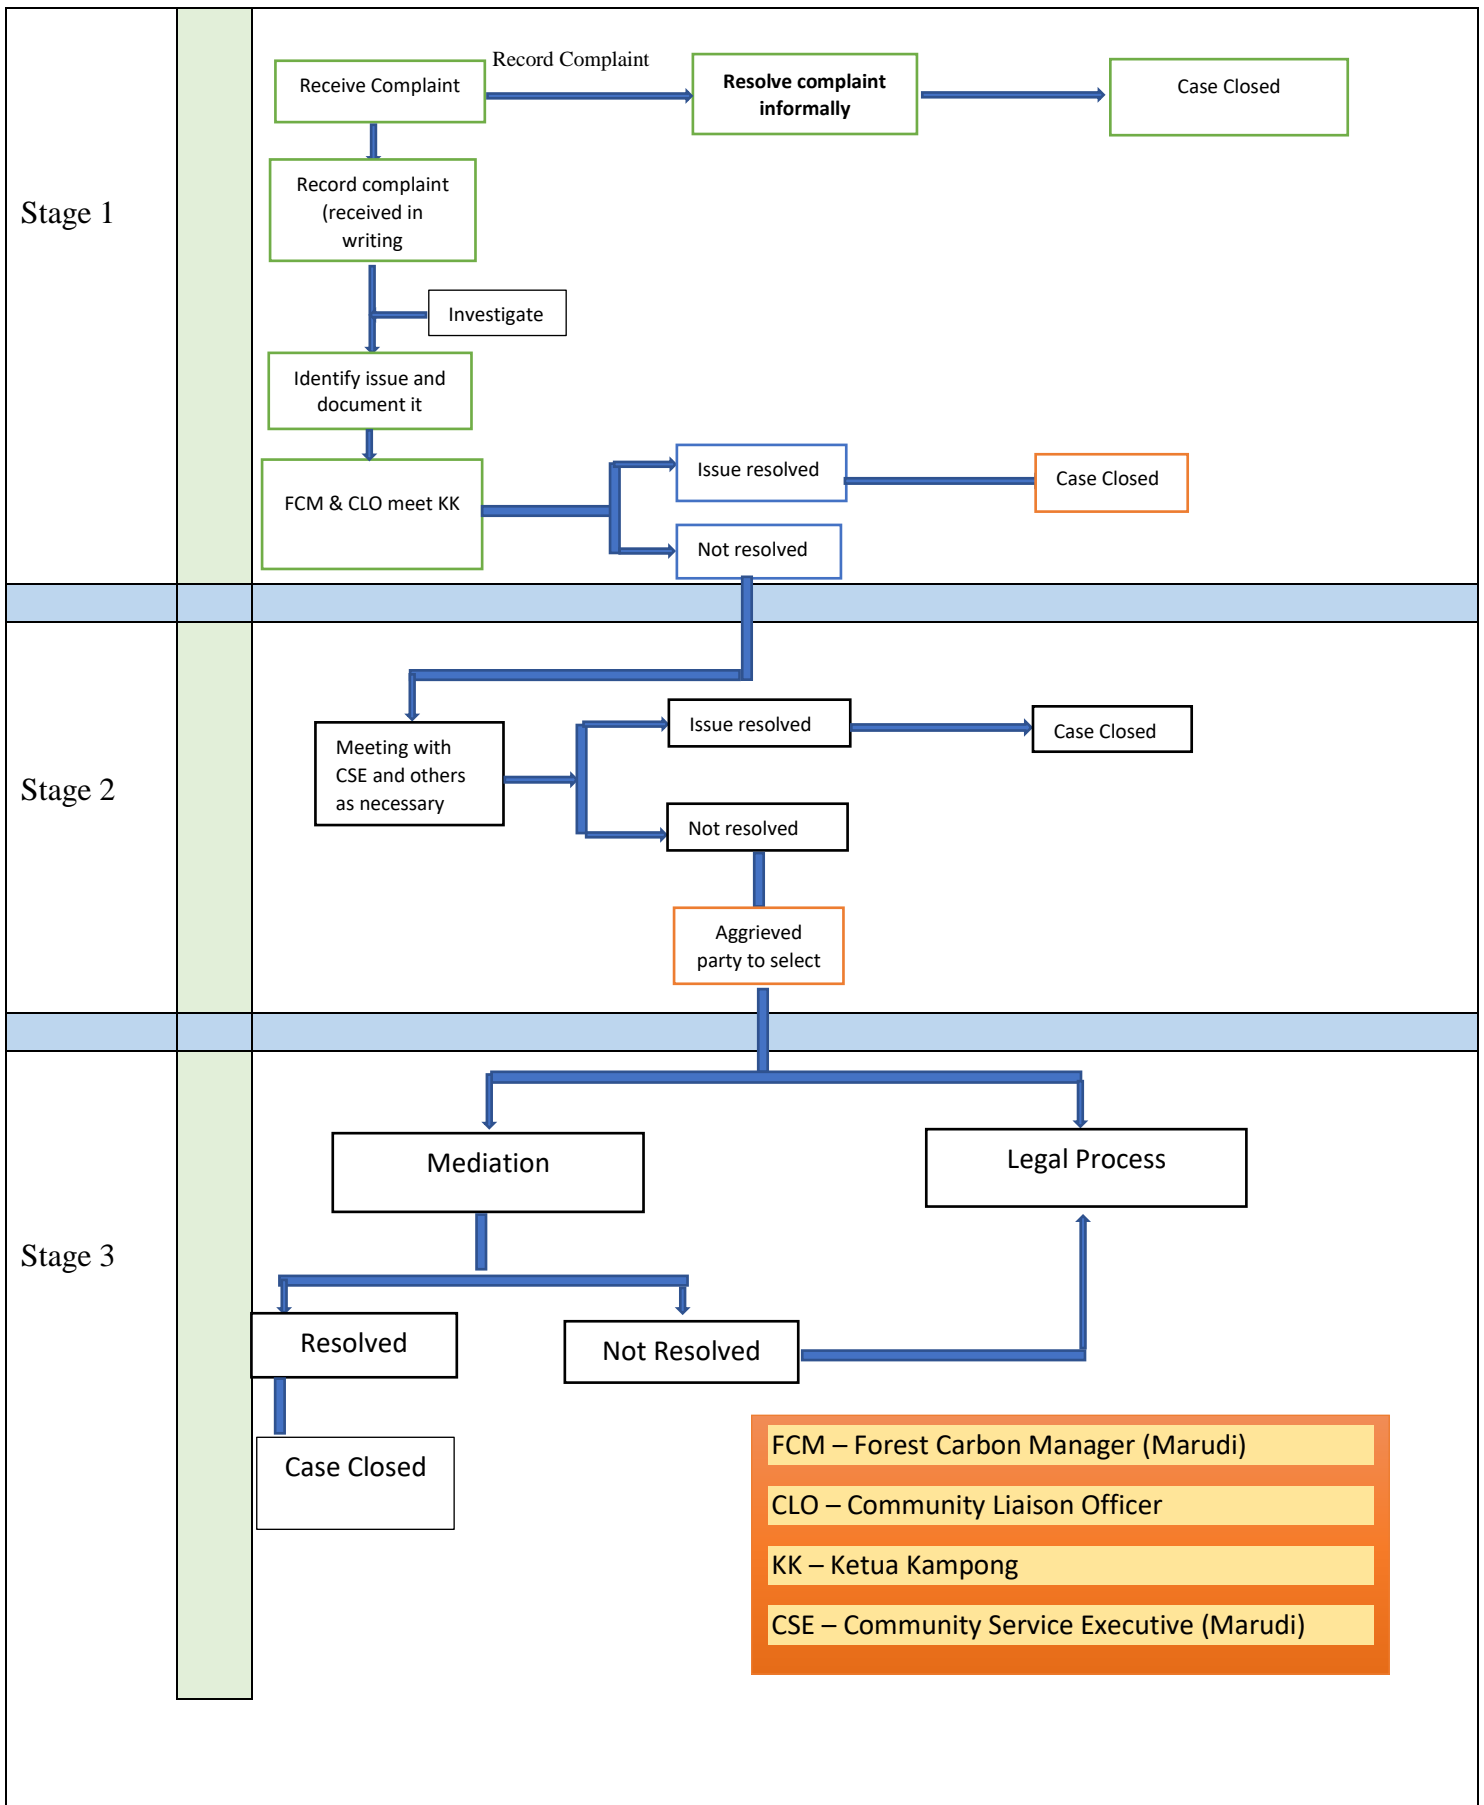 Stage 1
Receive Complaint
Record Complaint
Resolve complaint
informally
Case Closed
Record complaint
(received in
writing
Investigate
Identify issue and
document it
FCM & CLO meet KK
Issue resolved
Case Closed
Not resolved
Stage 2
Meeting with
CSE and others
as necessary
Issue resolved
Case Closed
Not resolved
Aggrieved
party to select
Stage 3
Mediation
Legal Process
Resolved
Not Resolved
Case Closed
FCM – Forest Carbon Manager (Marudi)
CLO – Community Liaison Officer
KK – Ketua Kampong
CSE – Community Service Executive (Marudi)